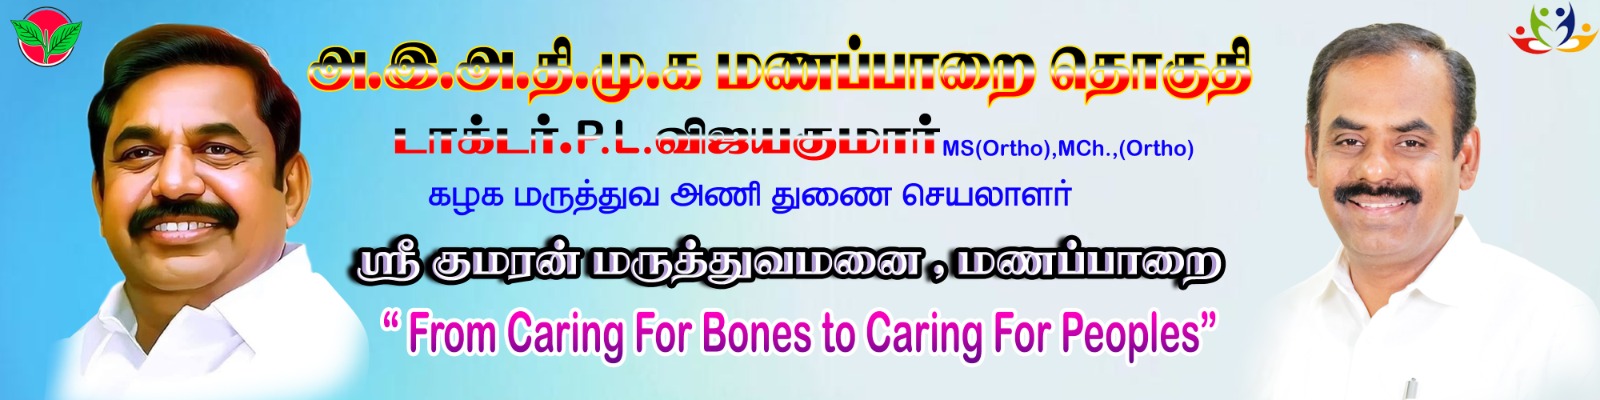 அ.இ.அ.தி.மு.க மணப்பாறை தொகுதி
டாக்டர்.P.L.விஜயகுமார் MS(Ortho),MCh.,(Ortho)
கழக மருத்துவ அணி துணை செயலாளர்
ஸ்ரீ குமரன் மருத்துவமனை , மணப்பாறை
“ From Caring For Bones to Caring For Peoples”